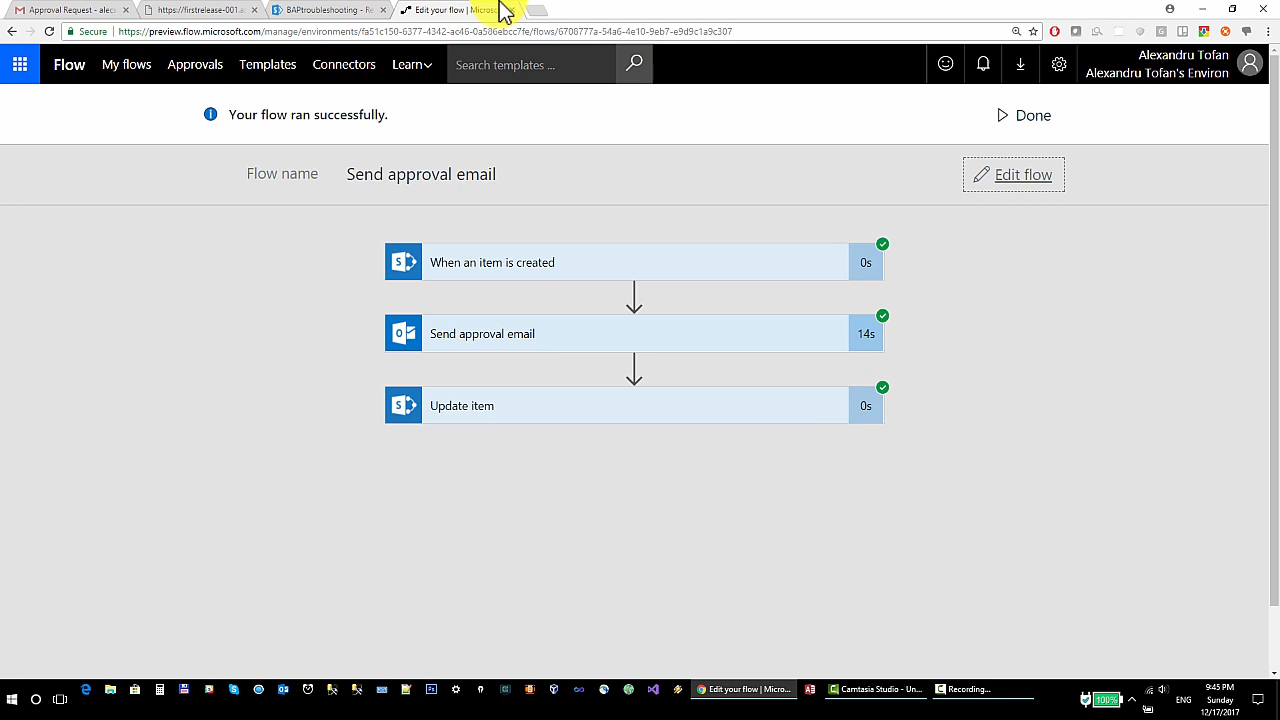 Approval Request - alec
https://firstrelease-001.s
BAPtroubleshooting - Re
Edit your flow | Micros
Secure
https://preview.flow.microsoft.com/manage/environments/fa51c150-6377-4342-ac46-0a586ebcc7fe/flows/6708777a-54a6-4e10-9eb7-e9d9c1a9c307
Flow
My flows
Approvals
Templates
Connectors
Learn
Search templates ...
Alexandru Tofan
Alexandru Tofan's Environ
Your flow ran successfully.
Done
Flow name
Send approval email
Edit flow
When an item is created
0s
Send approval email
14s
Update item
0s
Edit your flow | Micro...
Camtasia Studio - Un...
Recording...
100%
ENG
9:45 PM
Sunday
12/17/2017